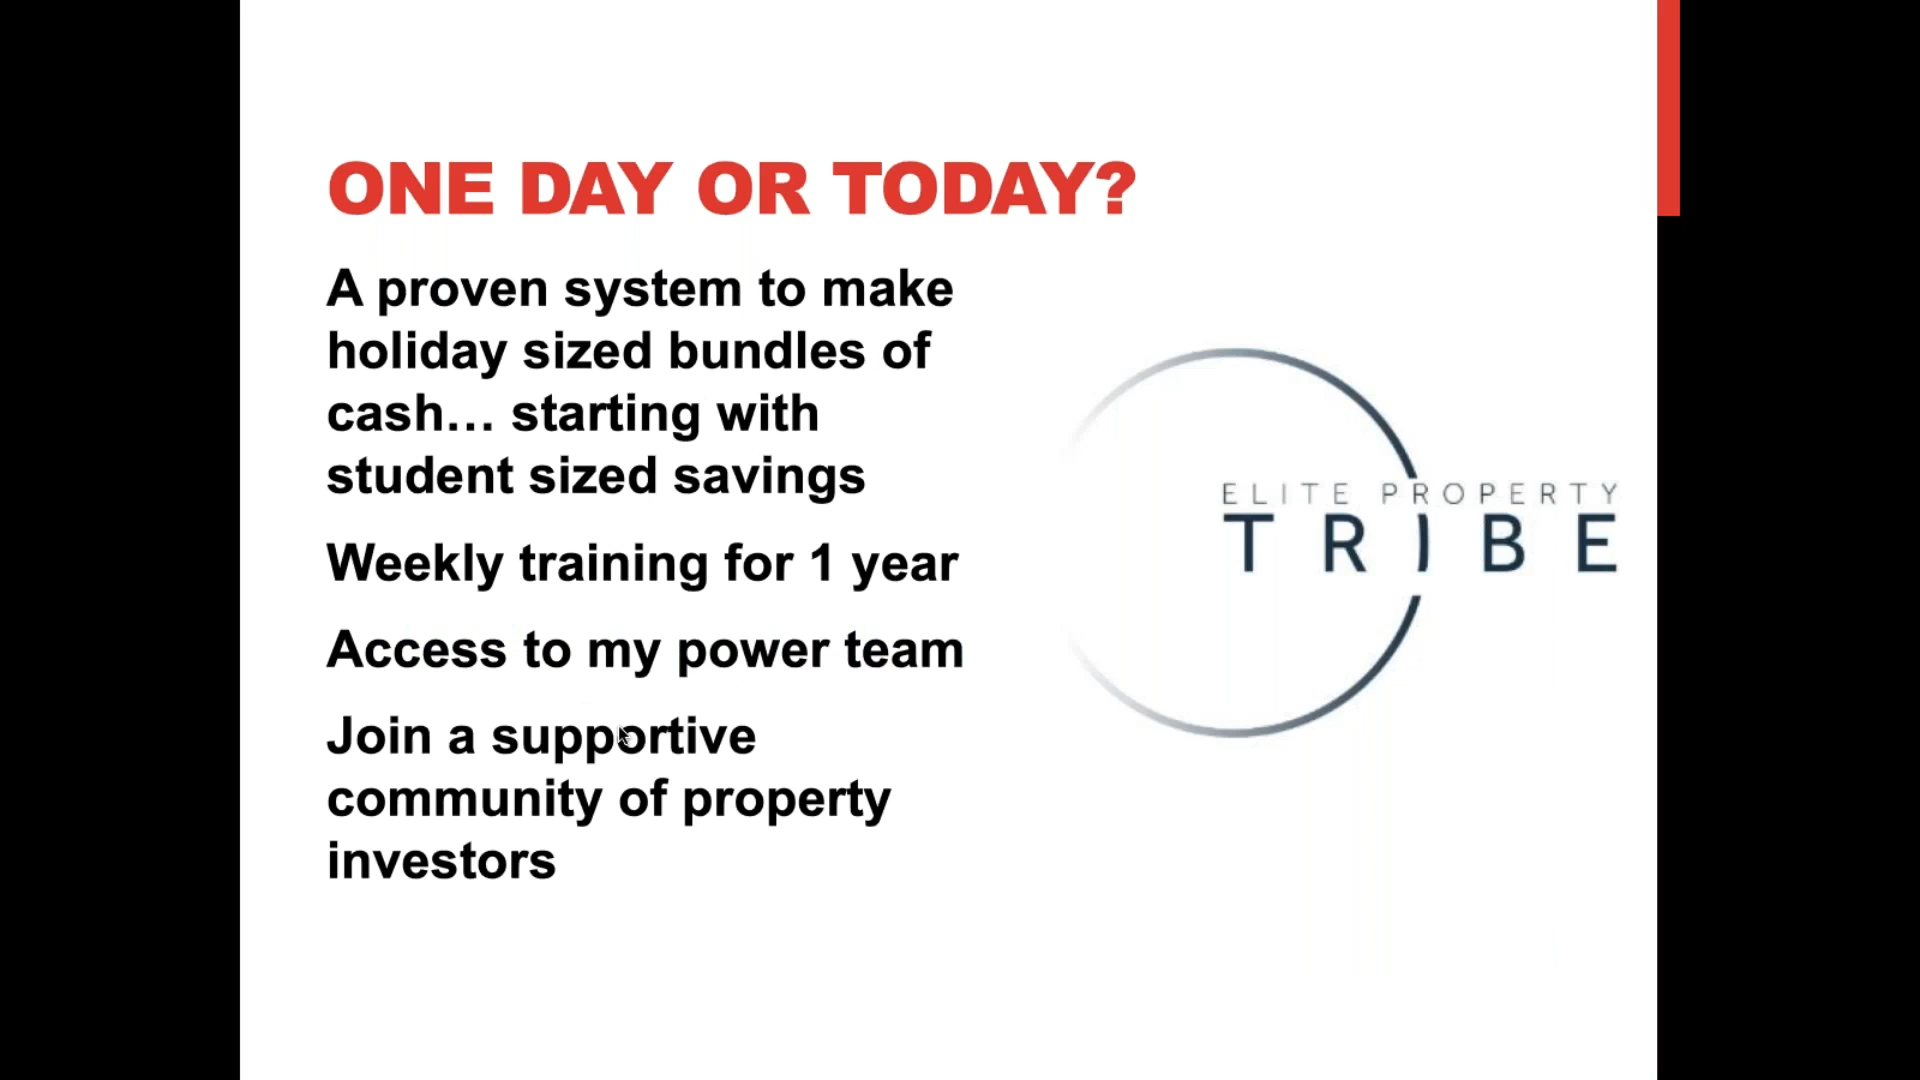 ONE DAY OR TODAY?
A proven system to make
holiday sized bundles of
cash… starting with
student sized savings
Weekly training for 1 year
Access to my power team
Join a supportive
community of property
investors
ELITE PROPERTY
TRIBE